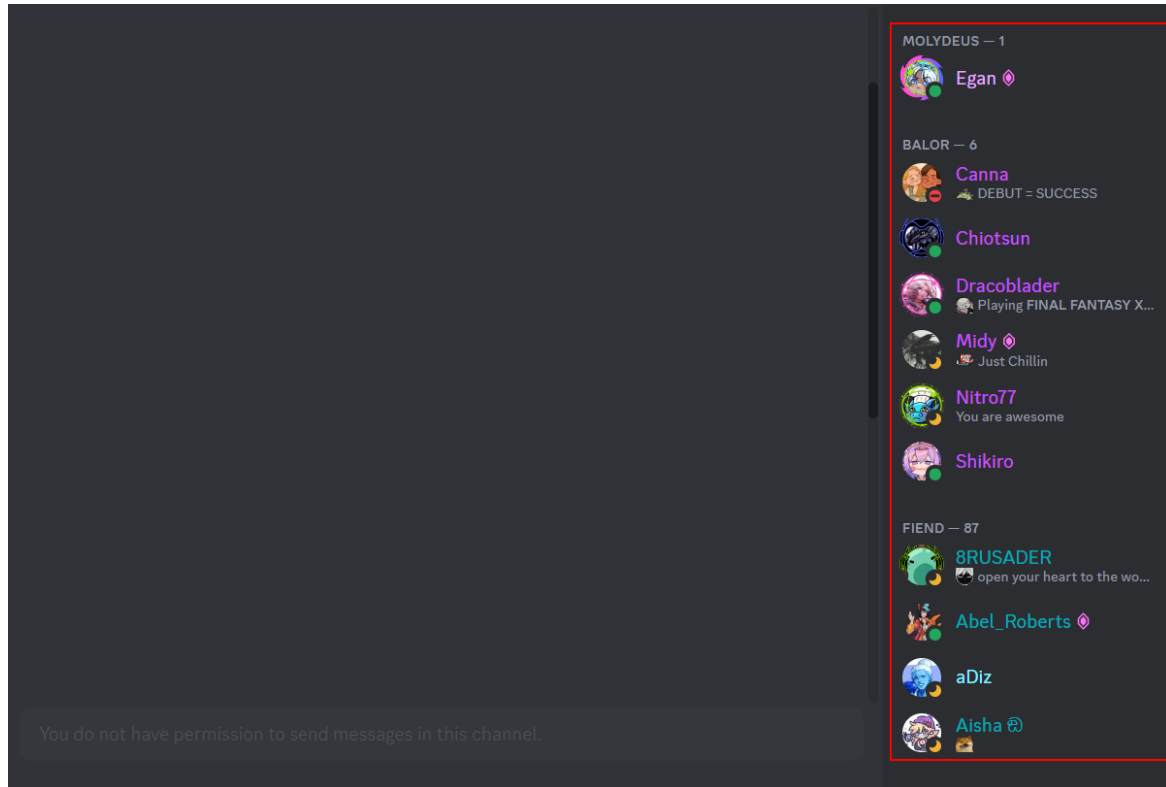 MOLYDEUS — 1
Egan
BALOR — 6
Canna
DEBUT = SUCCESS
Chiotsun
Dracoblader
Playing FINAL FANTASY X...
Midy
Just Chillin
Nitro77
You are awesome
Shikiro
FIEND — 87
8RUSADER
open your heart to the wo...
Abel_Roberts
aDiz
Aisha
You do not have permission to send messages in this channel.